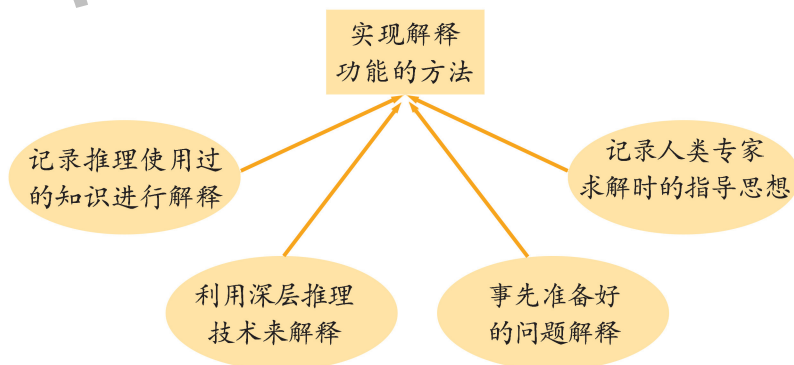 实现解释
功能的方法
记录推理使用过
的知识进行解释
记录人类专家
求解时的指导思想
利用深层推理
技术来解释
事先准备好
的问题解释